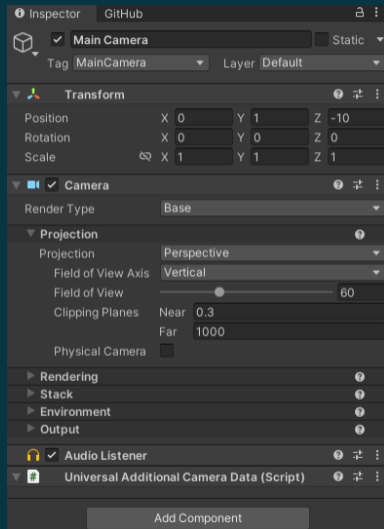 Inspector GitHub
Main Camera Static
Tag MainCamera Layer Default
Transform
Position X 0 Y 1 Z -10
Rotation X 0 Y 0 Z 0
Scale X 1 Y 1 Z 1
Camera
Render Type Base
Projection
Projection Perspective
Field of View Axis Vertical
Field of View 60
Clipping Planes Near 0.3
Far 1000
Physical Camera
Rendering
Stack
Environment
Output
Audio Listener
# Universal Additional Camera Data (Script)
Add Component